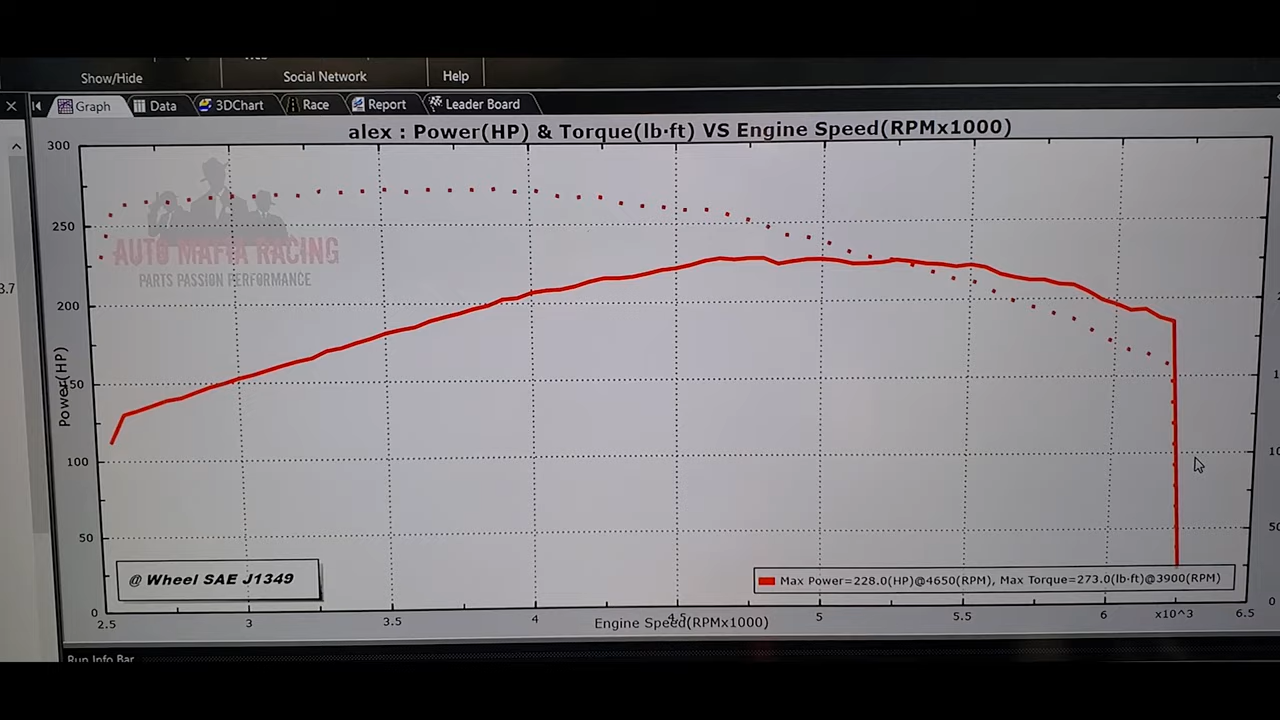 Show/Hide
Social Network
Help
Graph
Data
3DChart
Race
Report
Leader Board
alex : Power(HP) & Torque(lb·ft) VS Engine Speed(RPMx1000)
300
250
200
150
100
50
0
Power(HP)
3.7
AUTO MAFIA RACING
PARTS PASSION PERFORMANCE
@ Wheel SAE J1349
Max Power=228.0(HP)@4650(RPM), Max Torque=273.0(lb·ft)@3900(RPM)
50
0
2.5
3
3.5
4
4.5
5
5.5
6
x10^3
6.5
Engine Speed(RPMx1000)
Run Info Bar